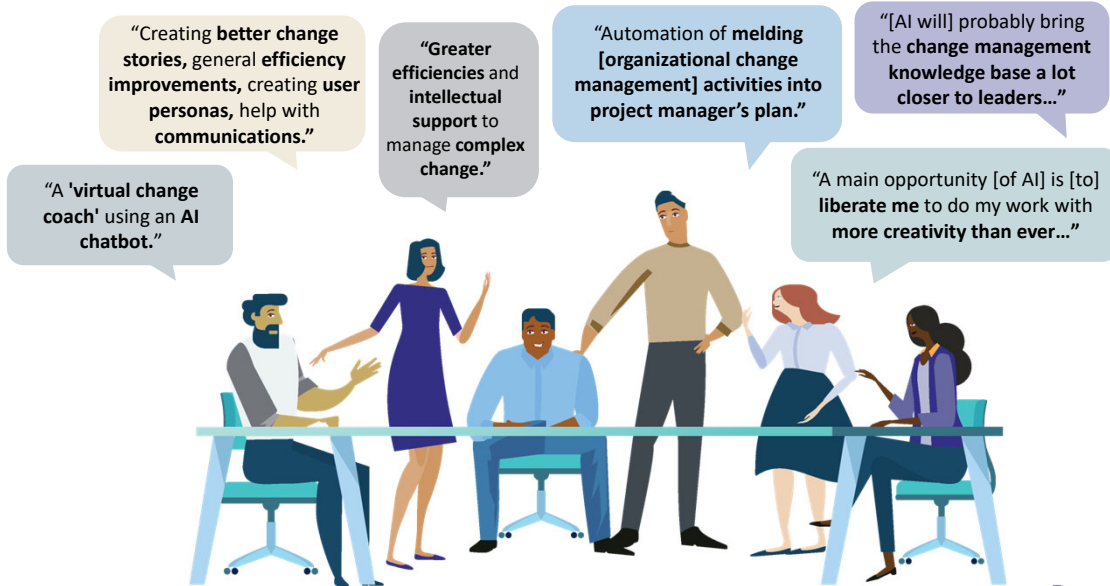 “Creating better change
stories, general efficiency
improvements, creating user
personas, help with
communications.”
“Greater
efficiencies and
intellectual
support to
manage complex
change.”
“Automation of melding
[organizational change
management] activities into
project manager’s plan.”
“[AI will] probably bring
the change management
knowledge base a lot
closer to leaders…”
“A 'virtual change
coach' using an AI
chatbot.”
“A main opportunity [of AI] is [to]
liberate me to do my work with
more creativity than ever…”